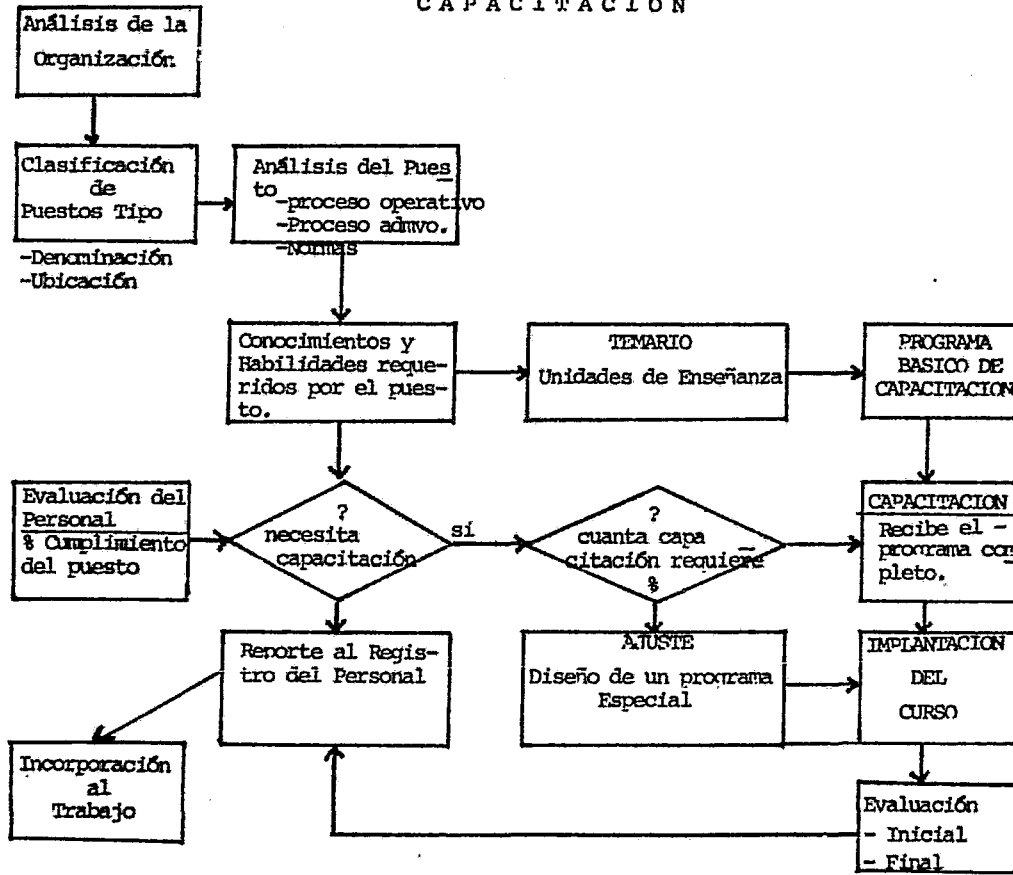 CAPACITACION
Análisis de la
Organización
Clasificación
de
Puestos Tipo
-Denominación
-Ubicación
Análisis del Pues
to
-proceso operativo
-Proceso admvo.
-Normas
Conocimientos y
Habilidades reque-
ridos por el pues-
to.
TEMARIO
Unidades de Enseñanza
PROGRAMA
BASICO DE
CAPACITACION
Evaluación del
Personal
% Cumplimiento
del puesto
?
necesita
capacitación
sí
?
cuanta capa
citación requiere
%
CAPACITACION
Recibe el -
programa com
pleto.
Reporte al Regis-
tro del Personal
AJUSTE
Diseño de un programa
Especial
IMPLANTACION
DEL
CURSO
Incorporación
al
Trabajo
Evaluación
- Inicial
- Final